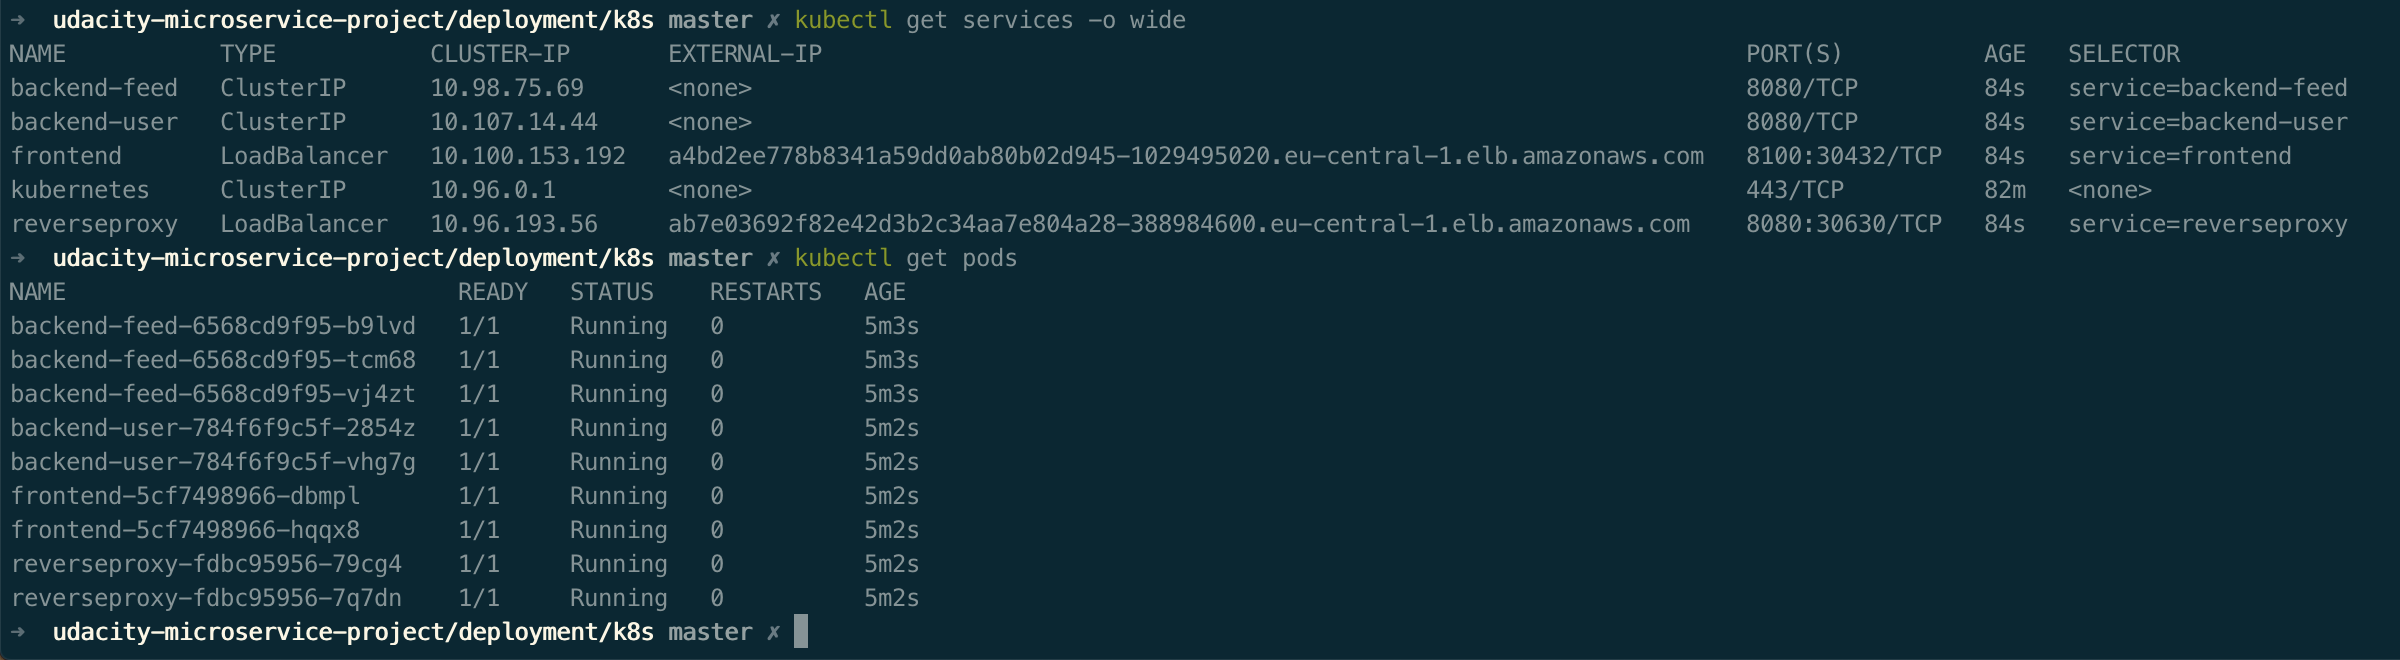 ➜  udacity-microservice-project/deployment/k8s master ✗ kubectl get services -o wide
NAME           TYPE           CLUSTER-IP       EXTERNAL-IP                                                                  PORT(S)          AGE   SELECTOR
backend-feed   ClusterIP      10.98.75.69      <none>                                                                       8080/TCP         84s   service=backend-feed
backend-user   ClusterIP      10.107.14.44     <none>                                                                       8080/TCP         84s   service=backend-user
frontend       LoadBalancer   10.100.153.192   a4bd2ee778b8341a59dd0ab80b02d945-1029495020.eu-central-1.elb.amazonaws.com   8100:30432/TCP   84s   service=frontend
kubernetes     ClusterIP      10.96.0.1        <none>                                                                       443/TCP          82m   <none>
reverseproxy   LoadBalancer   10.96.193.56     ab7e03692f82e42d3b2c34aa7e804a28-388984600.eu-central-1.elb.amazonaws.com    8080:30630/TCP   84s   service=reverseproxy
➜  udacity-microservice-project/deployment/k8s master ✗ kubectl get pods
NAME                            READY   STATUS    RESTARTS   AGE
backend-feed-6568cd9f95-b9lvd   1/1     Running   0          5m3s
backend-feed-6568cd9f95-tcm68   1/1     Running   0          5m3s
backend-feed-6568cd9f95-vj4zt   1/1     Running   0          5m3s
backend-user-784f6f9c5f-2854z   1/1     Running   0          5m2s
backend-user-784f6f9c5f-vhg7g   1/1     Running   0          5m2s
frontend-5cf7498966-dbmpl       1/1     Running   0          5m2s
frontend-5cf7498966-hqqx8       1/1     Running   0          5m2s
reverseproxy-fdbc95956-79cg4    1/1     Running   0          5m2s
reverseproxy-fdbc95956-7q7dn    1/1     Running   0          5m2s
➜  udacity-microservice-project/deployment/k8s master ✗